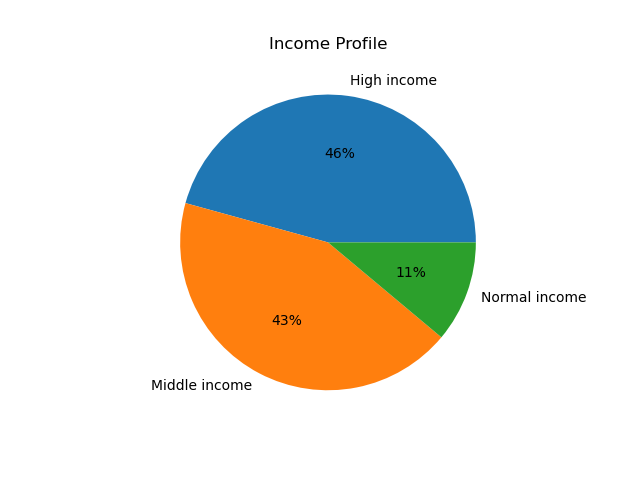 Income Profile
High income
46%
11%
Normal income
43%
Middle income